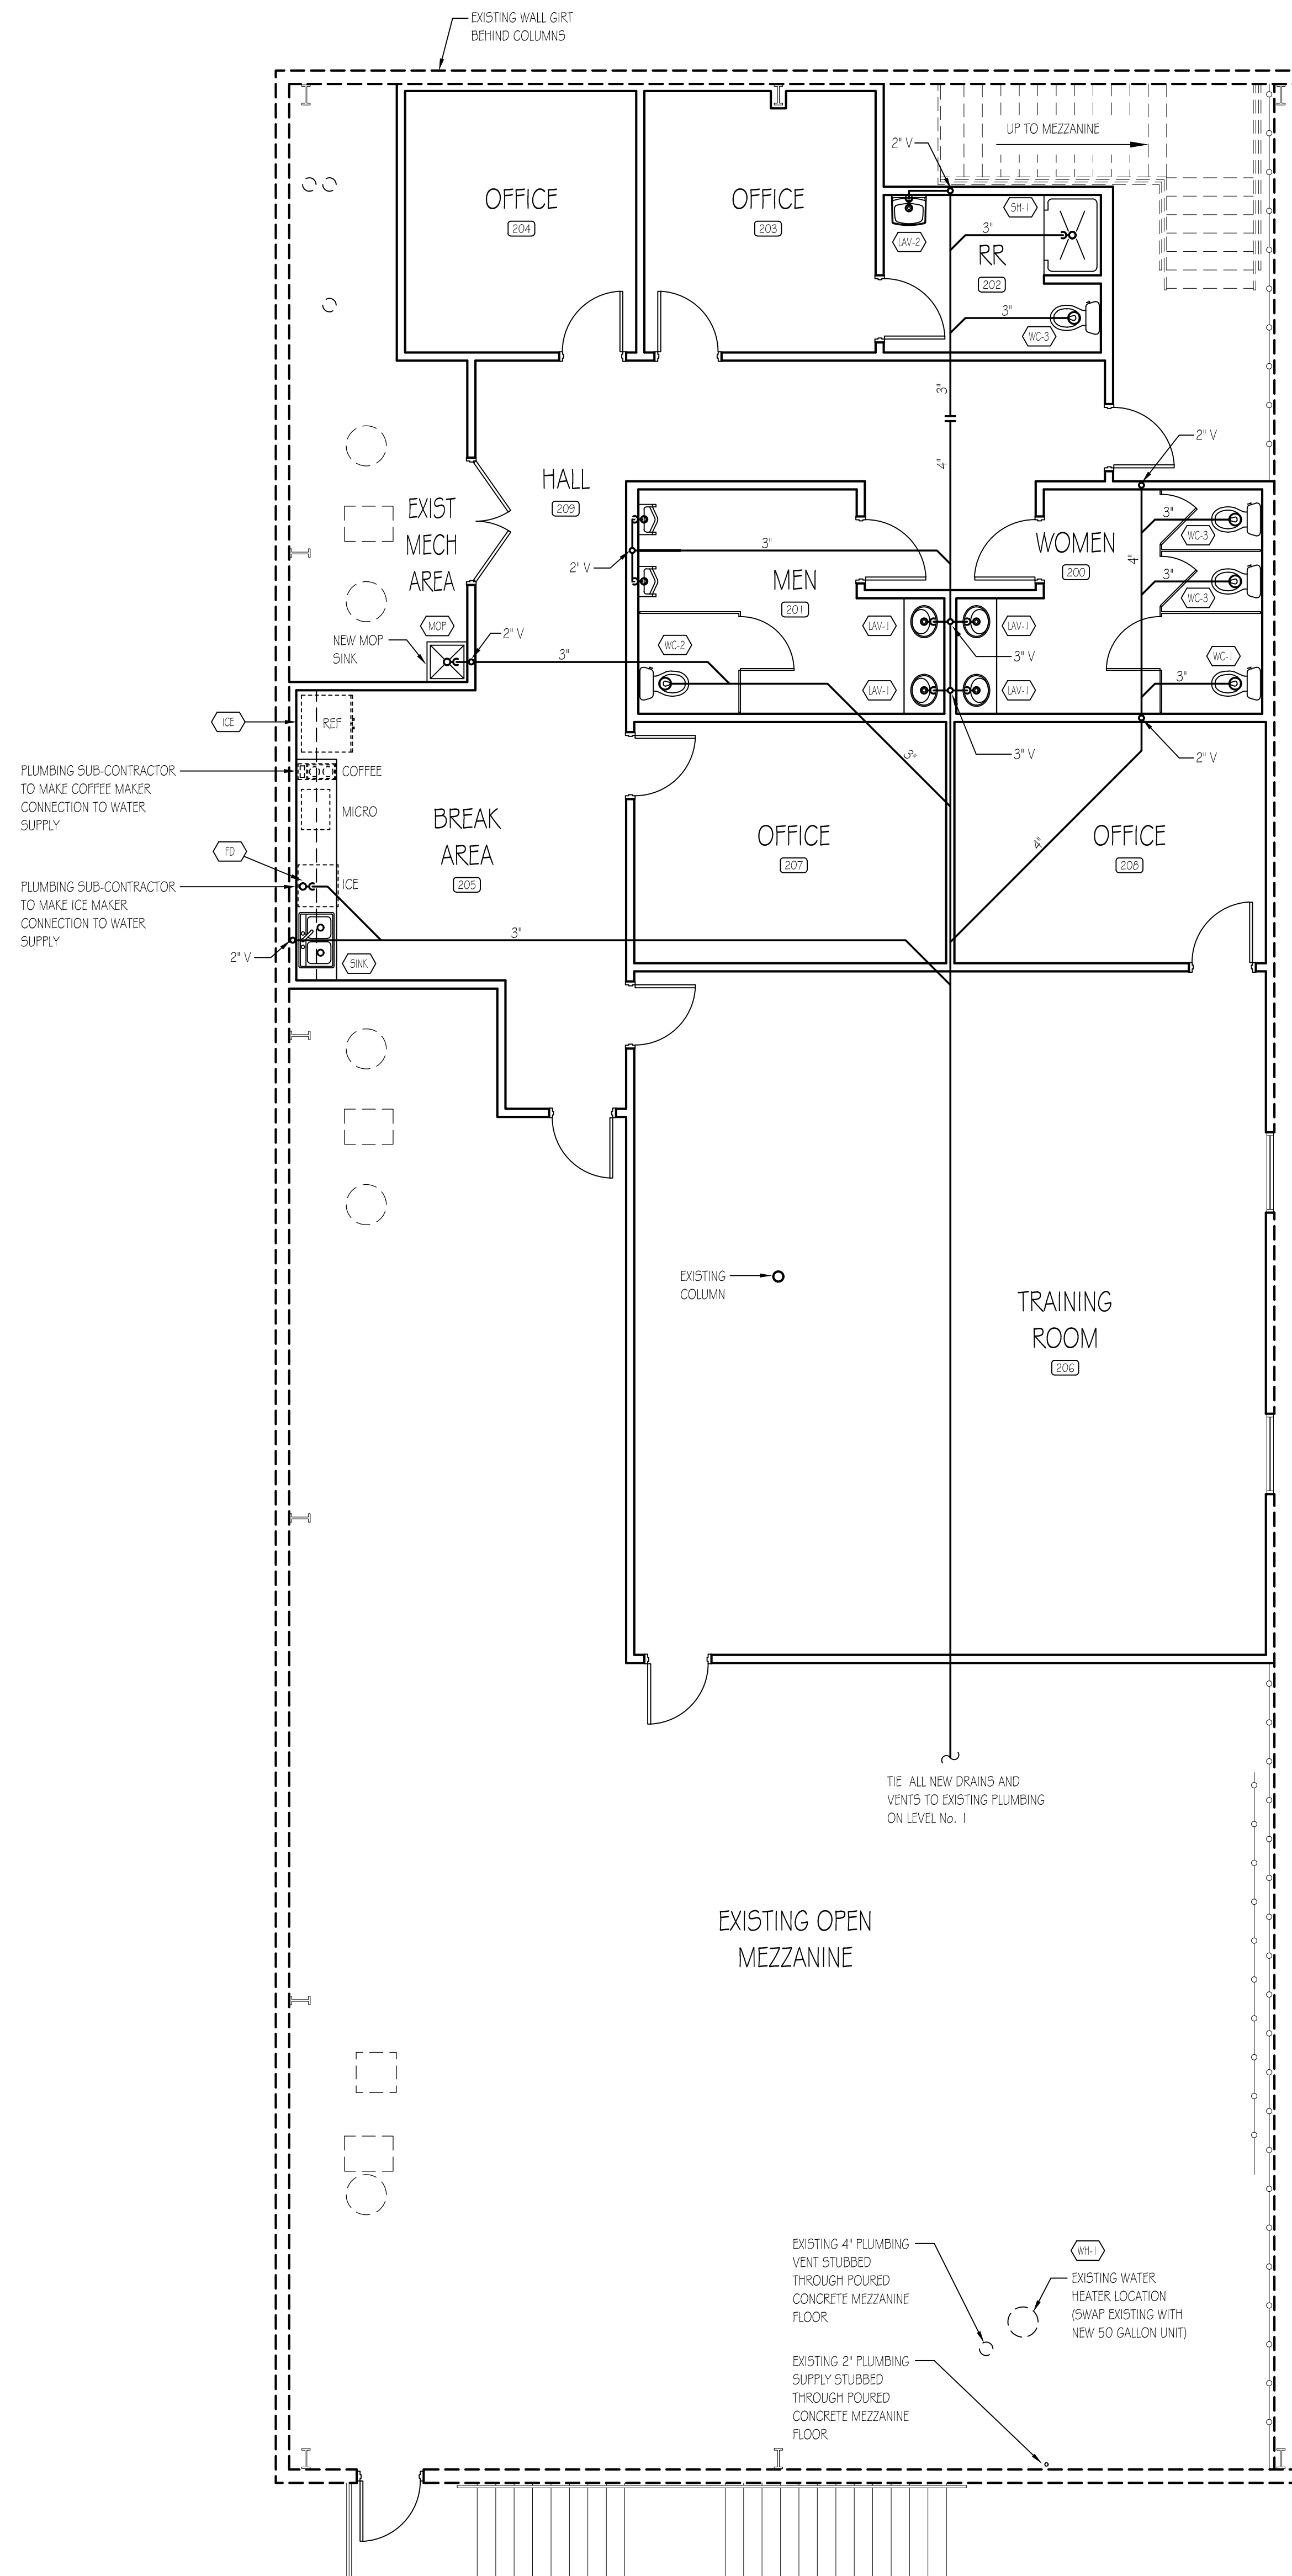 EXISTING WALL GIRT
BEHIND COLUMNS
UP TO MEZZANINE
2" V
OFFICE
204
OFFICE
203
LAV-2
SH-1
3"
RR
202
3"
WC-3
3"
4"
2" V
HALL
209
EXIST
MECH
AREA
MOP
NEW MOP
SINK
2" V
3"
2" V
3"
MEN
201
WC-2
LAV-1
LAV-1
LAV-1
LAV-1
3" V
3" V
WOMEN
200
4"
3"
WC-3
3"
WC-3
WC-1
3"
2" V
ICE
REF
PLUMBING SUB-CONTRACTOR
TO MAKE COFFEE MAKER
CONNECTION TO WATER
SUPPLY
COFFEE
MICRO
FD
PLUMBING SUB-CONTRACTOR
TO MAKE ICE MAKER
CONNECTION TO WATER
SUPPLY
ICE
2" V
SINK
BREAK
AREA
205
3"
3"
OFFICE
207
4"
OFFICE
208
EXISTING
COLUMN
TRAINING
ROOM
206
TIE ALL NEW DRAINS AND
VENTS TO EXISTING PLUMBING
ON LEVEL No. 1
EXISTING OPEN
MEZZANINE
EXISTING 4" PLUMBING
VENT STUBBED
THROUGH POURED
CONCRETE MEZZANINE
FLOOR
WH-1
EXISTING WATER
HEATER LOCATION
(SWAP EXISTING WITH
NEW 50 GALLON UNIT)
EXISTING 2" PLUMBING
SUPPLY STUBBED
THROUGH POURED
CONCRETE MEZZANINE
FLOOR